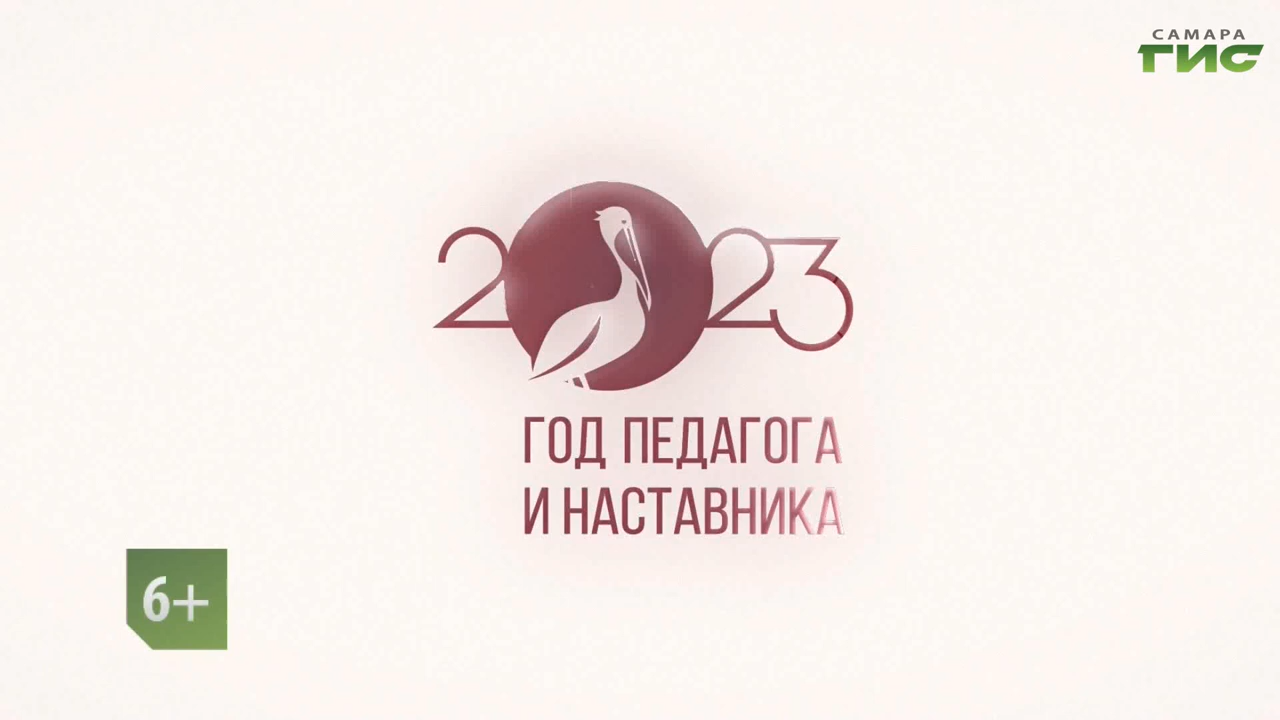 САМАРА
ГИС
2023
ГОД ПЕДАГОГА
И НАСТАВНИКА
6+